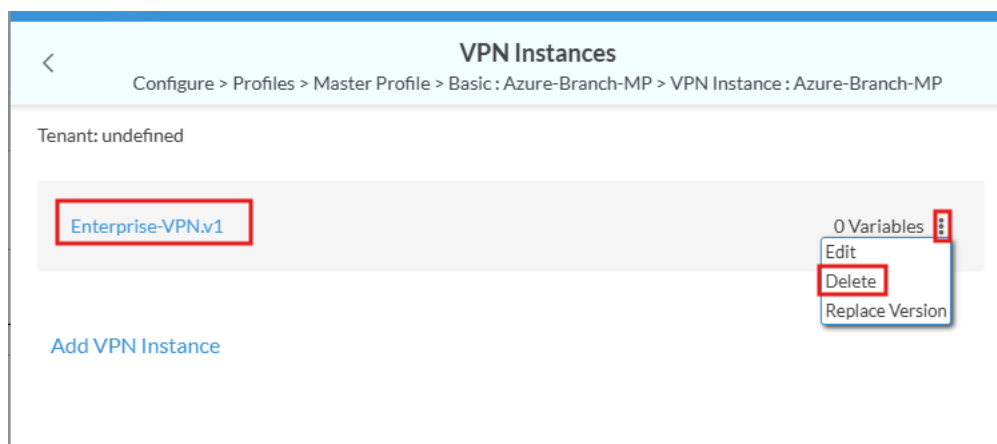 VPN Instances
Configure > Profiles > Master Profile > Basic : Azure-Branch-MP > VPN Instance : Azure-Branch-MP
Tenant: undefined
Enterprise-VPN.v1
0 Variables
Edit
Delete
Replace Version
Add VPN Instance